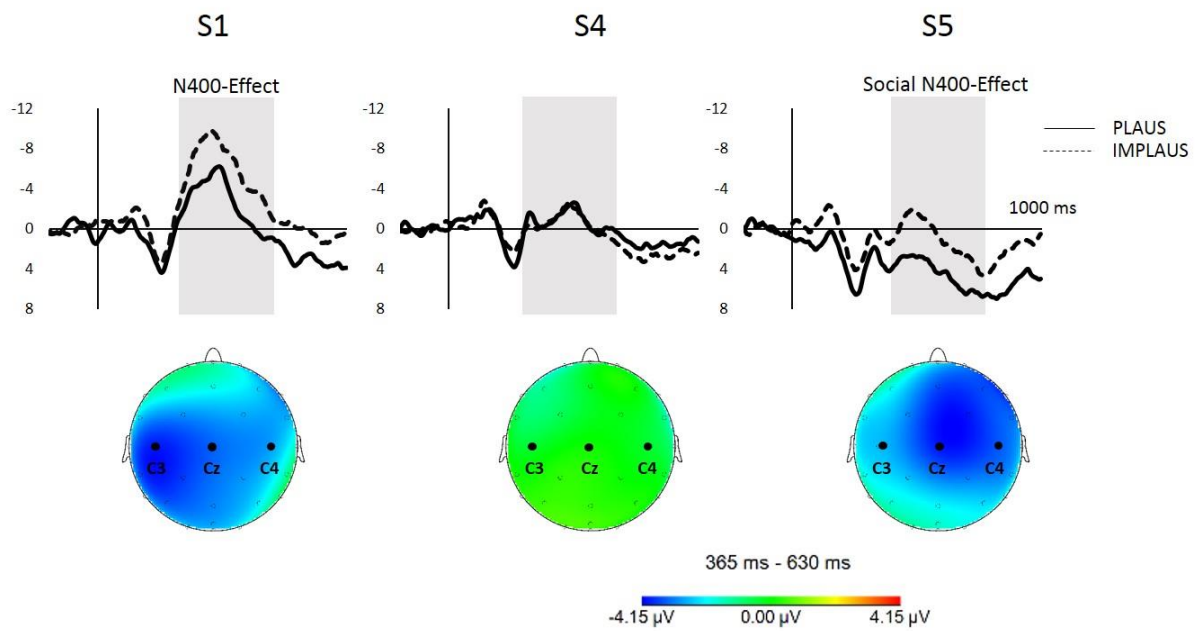 S1 S4 S5
N400-Effect Social N400-Effect
-12 -12 -12
PLAUS
-8 -8 -8
IMPLAUS
-4 -4 -4
1000 ms
0 0 0
4 4 4
8 8 8
C3 Cz C4 C3 Cz C4 C3 Cz C4
365 ms - 630 ms
-4.15 µV 0.00 µV 4.15 µV